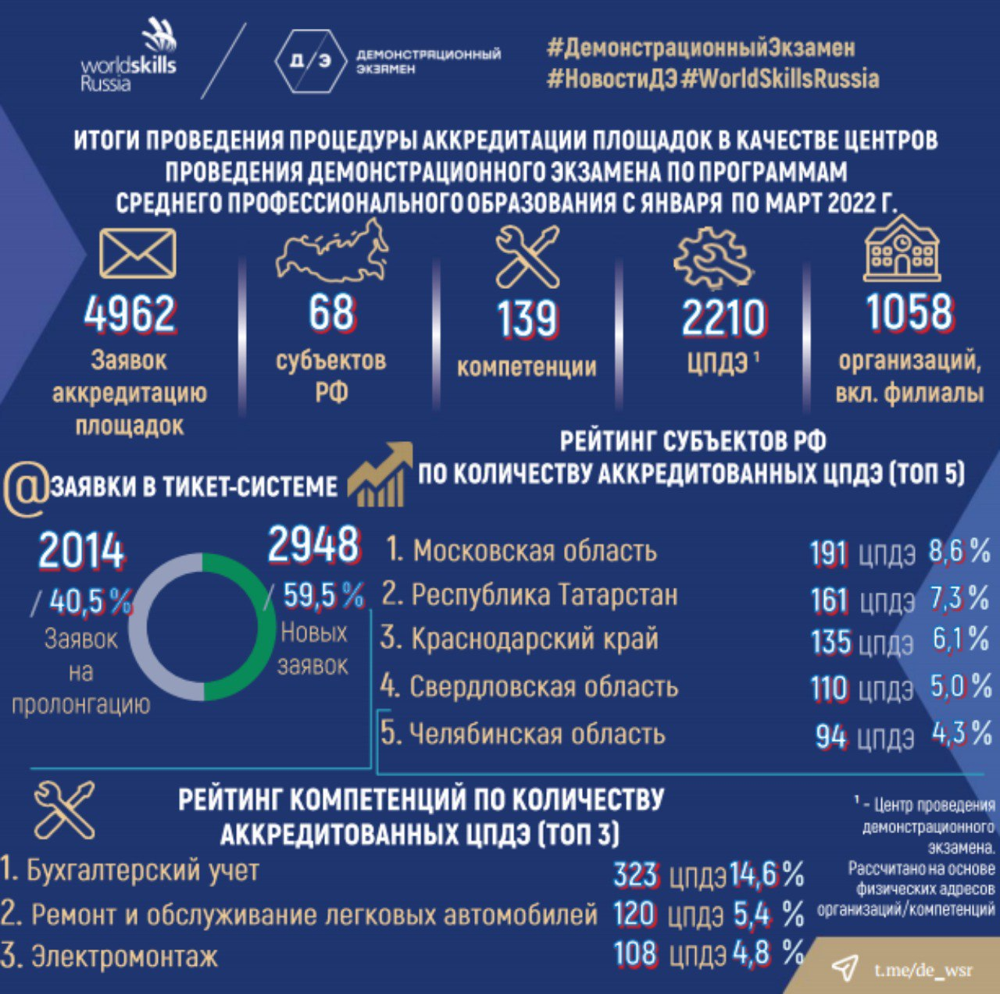 worldskills
Russia
Д/Э
ДЕМОНСТРАЦИОННЫЙ
ЭКЗАМЕН
#ДемонстрационныйЭкзамен
#НовостиДЭ #WorldSkillsRussia
ИТОГИ ПРОВЕДЕНИЯ ПРОЦЕДУРЫ АККРЕДИТАЦИИ ПЛОЩАДОК В КАЧЕСТВЕ ЦЕНТРОВ
ПРОВЕДЕНИЯ ДЕМОНСТРАЦИОННОГО ЭКЗАМЕНА ПО ПРОГРАММАМ
СРЕДНЕГО ПРОФЕССИОНАЛЬНОГО ОБРАЗОВАНИЯ С ЯНВАРЯ ПО МАРТ 2022 Г.
4962
Заявок
аккредитацию
площадок
68
субъектов
РФ
139
компетенции
2210
ЦПДЭ ¹
1058
организаций,
вкл. филиалы
@ЗАЯВКИ В ТИКЕТ-СИСТЕМЕ
2014
/ 40,5 %
Заявок
на
пролонгацию
2948
/ 59,5 %
Новых
заявок
РЕЙТИНГ СУБЪЕКТОВ РФ
ПО КОЛИЧЕСТВУ АККРЕДИТОВАННЫХ ЦПДЭ (ТОП 5)
1. Московская область 191 ЦПДЭ 8,6 %
2. Республика Татарстан 161 ЦПДЭ 7,3 %
3. Краснодарский край 135 ЦПДЭ 6,1 %
4. Свердловская область 110 ЦПДЭ 5,0 %
5. Челябинская область 94 ЦПДЭ 4,3 %
РЕЙТИНГ КОМПЕТЕНЦИЙ ПО КОЛИЧЕСТВУ
АККРЕДИТОВАННЫХ ЦПДЭ (ТОП 3)
1. Бухгалтерский учет 323 ЦПДЭ 14,6 %
2. Ремонт и обслуживание легковых автомобилей 120 ЦПДЭ 5,4 %
3. Электромонтаж 108 ЦПДЭ 4,8 %
¹ - Центр проведения
демонстрационного
экзамена.
Рассчитано на основе
физических адресов
организаций/компетенций
t.me/de_wsr